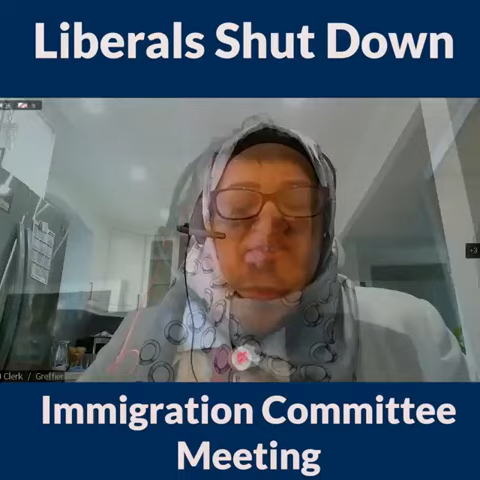 Liberals Shut Down
Clerk / Greffier
Immigration Committee
Meeting